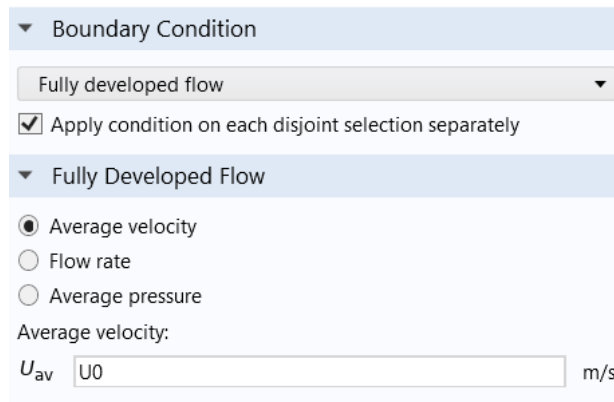 Boundary Condition
Fully developed flow
Apply condition on each disjoint selection separately
Fully Developed Flow
Average velocity
Flow rate
Average pressure
Average velocity:
Uav U0 m/s